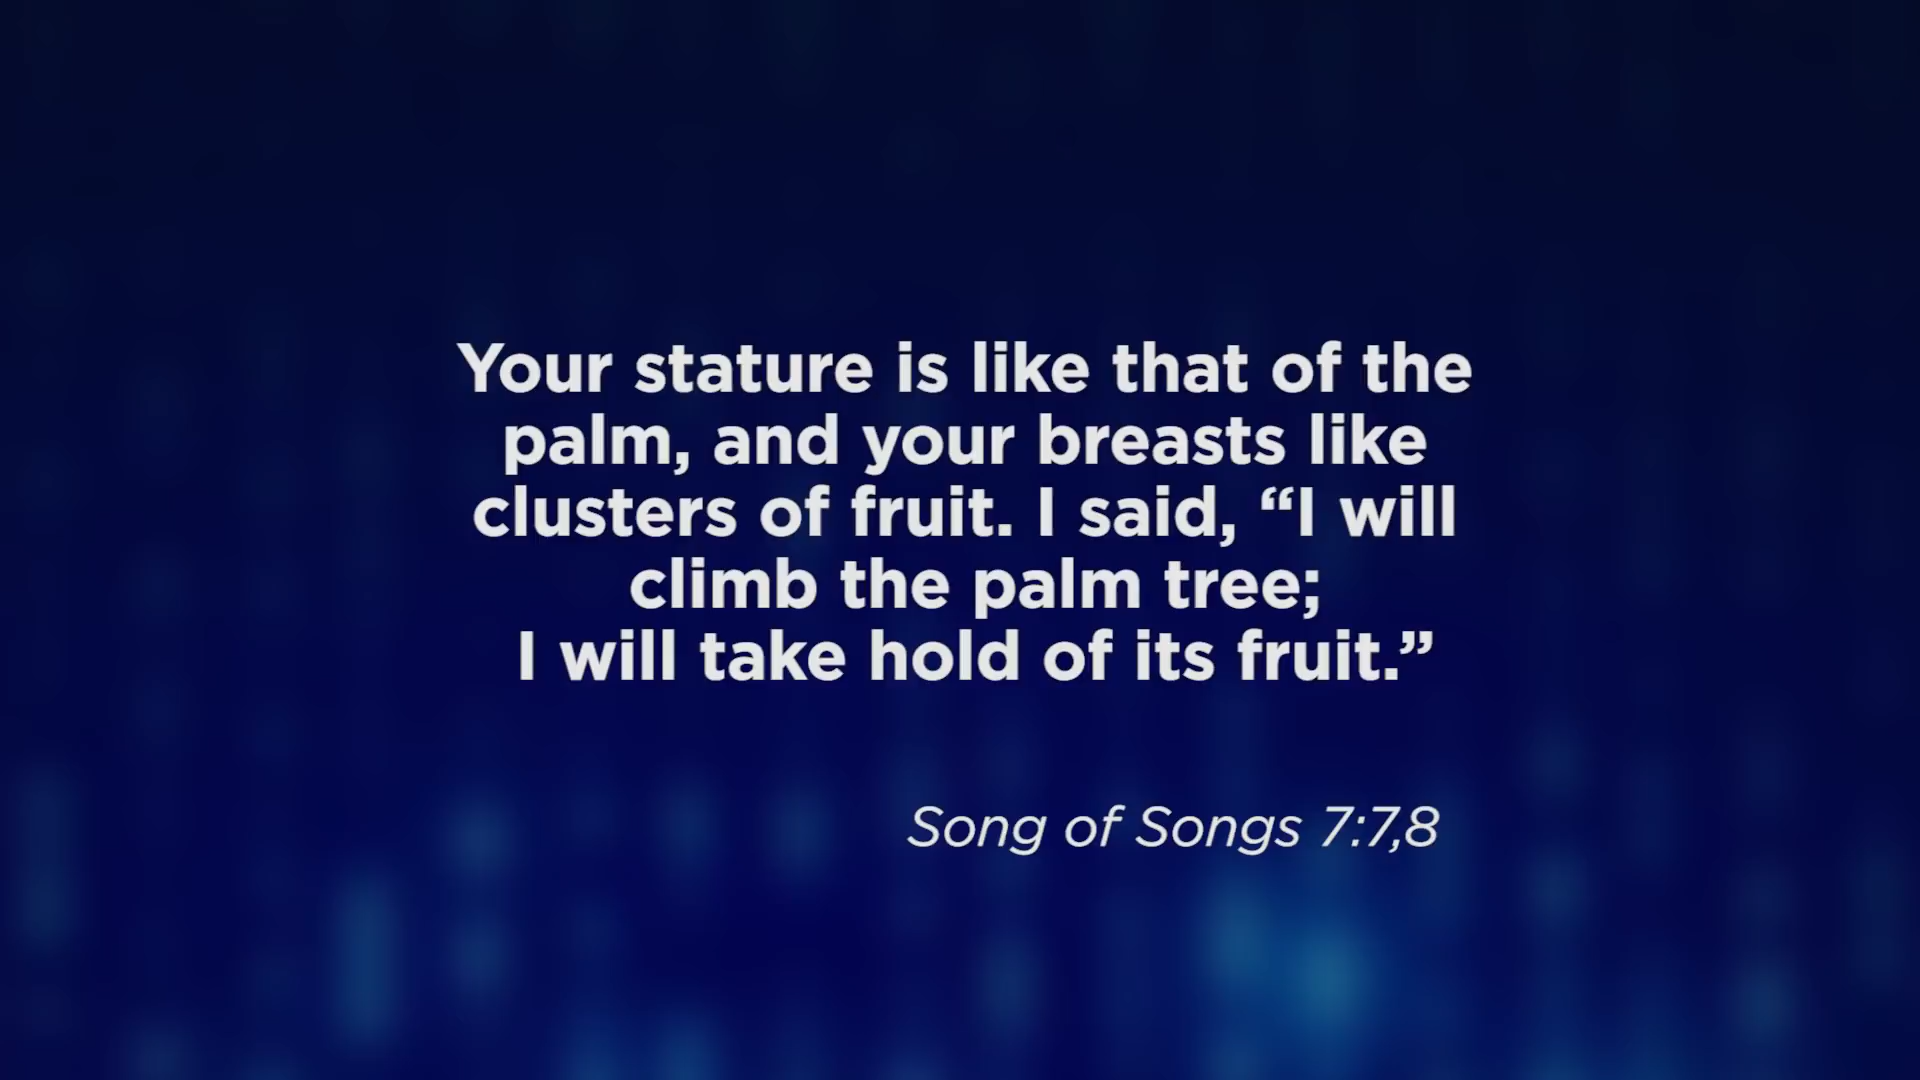 Your stature is like that of the
palm, and your breasts like
clusters of fruit. I said, “I will
climb the palm tree;
I will take hold of its fruit.”
Song of Songs 7:7,8